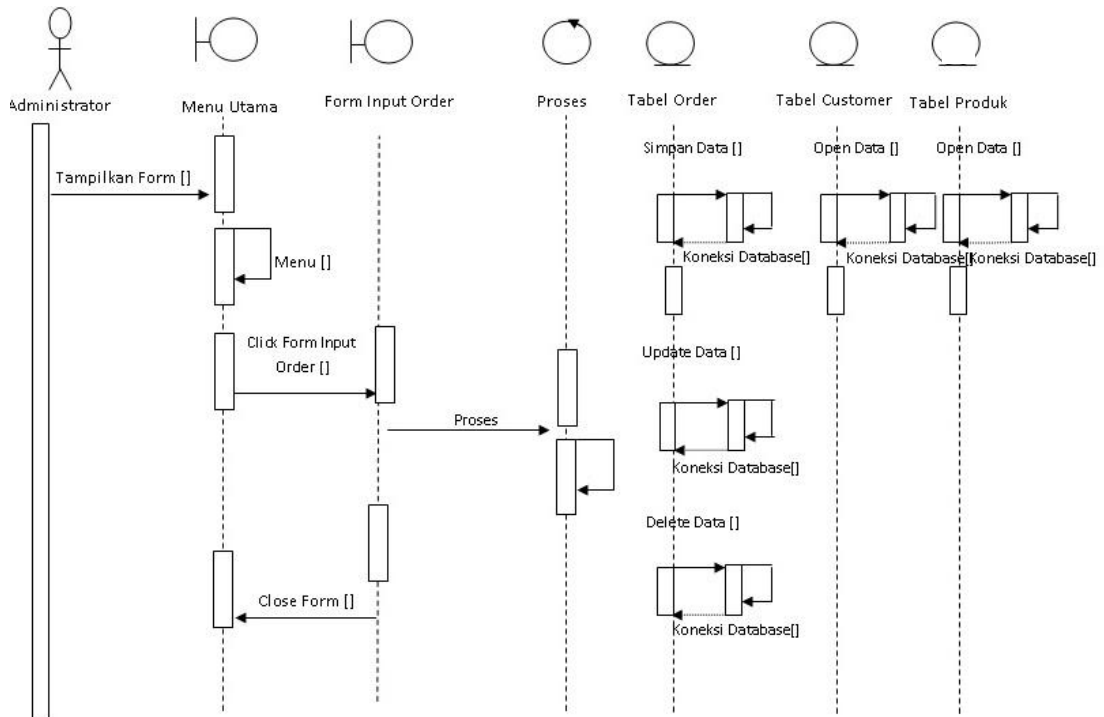 Administrator
Menu Utama
Form Input Order
Proses
Tabel Order
Tabel Customer
Tabel Produk
Simpan Data []
Open Data []
Open Data []
Tampilkan Form []
Koneksi Database[]
Koneksi Database[]
Koneksi Database[]
Menu []
Click Form Input
Order []
Update Data []
Proses
Koneksi Database[]
Delete Data []
Close Form []
Koneksi Database[]